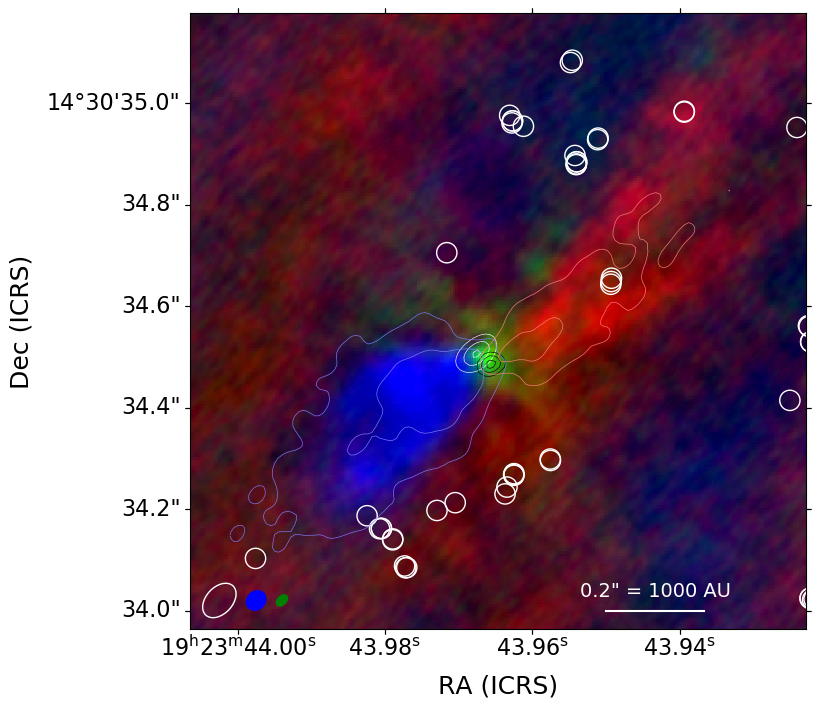 14°30'35.0"
34.8"
34.6"
34.4"
34.2"
34.0"
Dec (ICRS)
0.2" = 1000 AU
19h23m44.00s
43.98s
43.96s
43.94s
RA (ICRS)